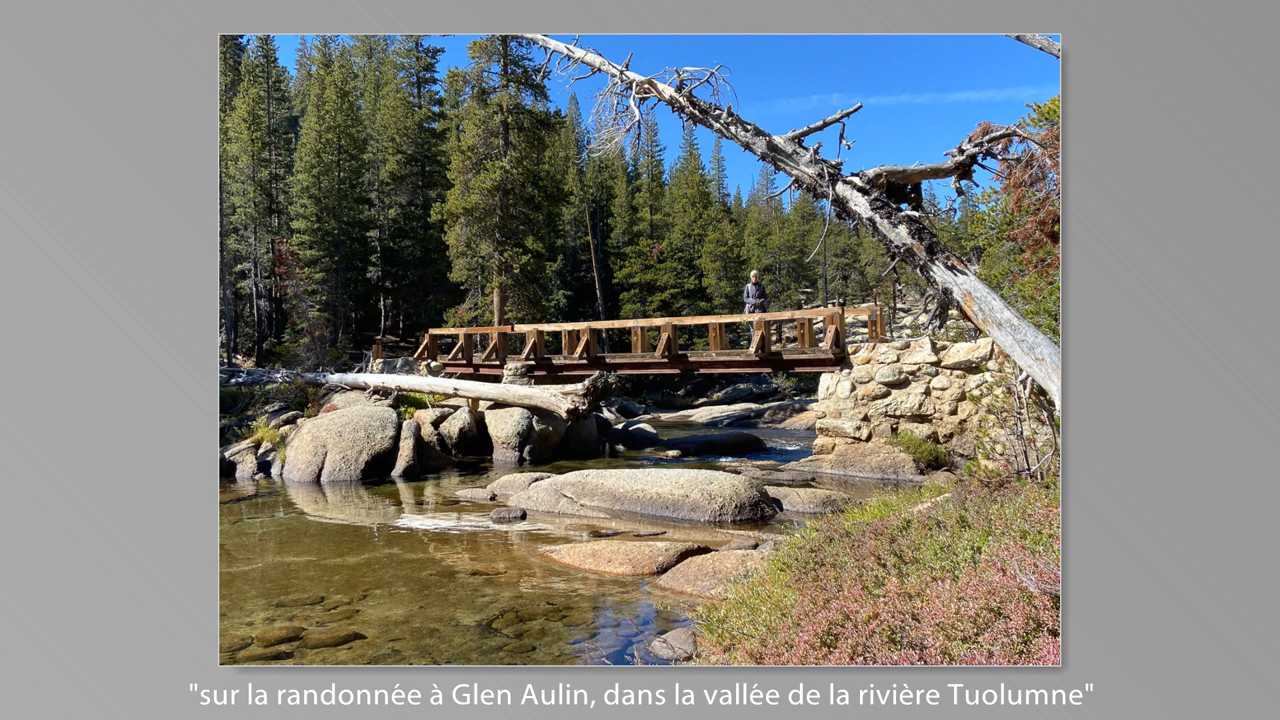 "sur la randonnée à Glen Aulin, dans la vallée de la rivière Tuolumne"